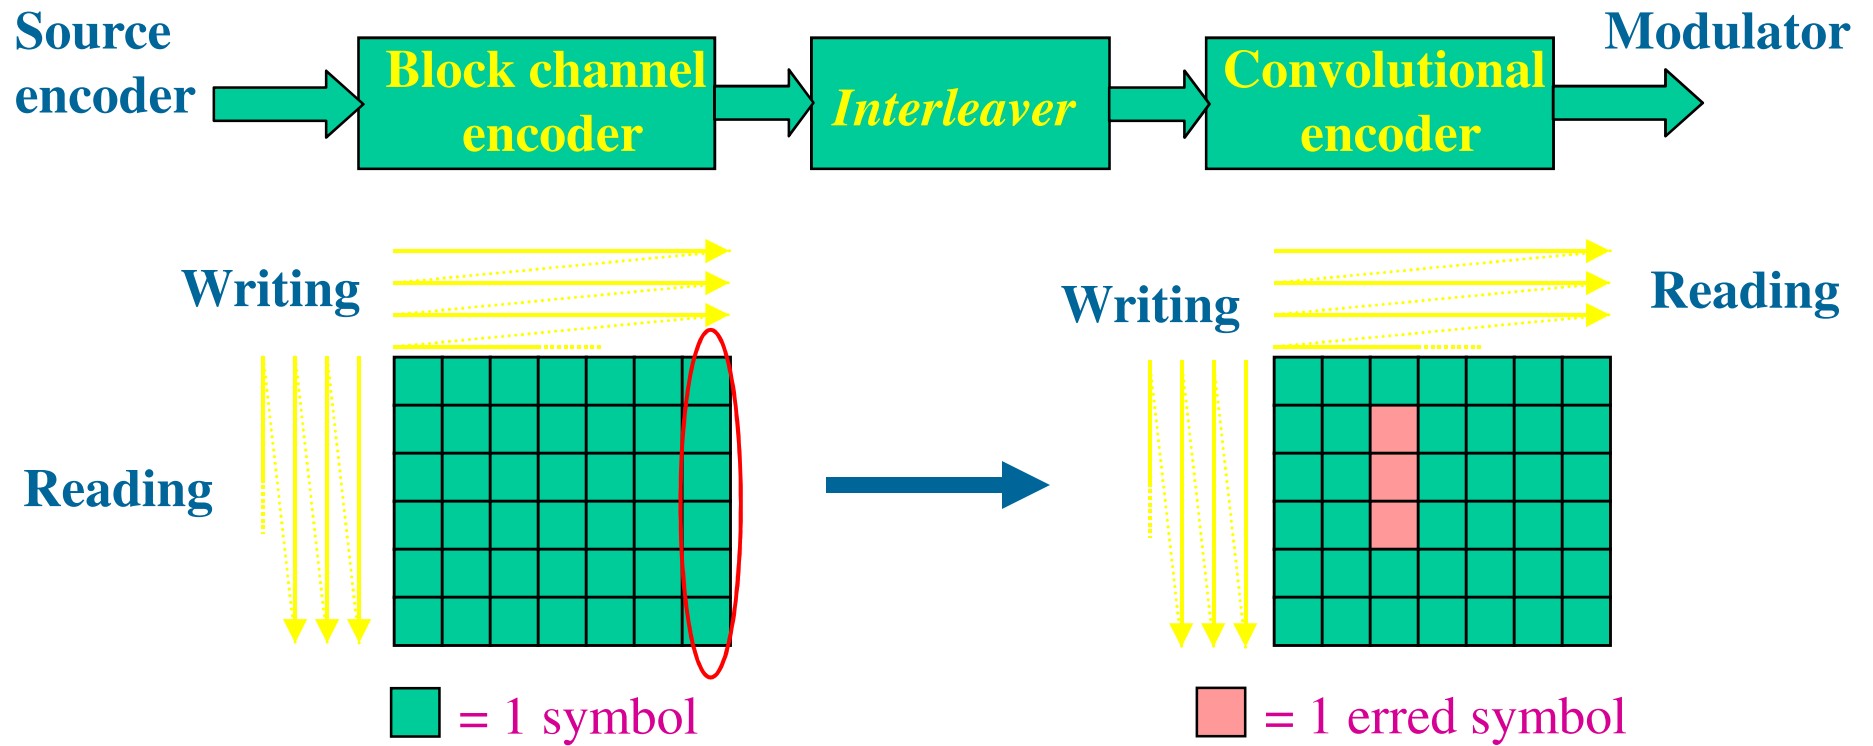 Source
encoder
Block channel
encoder
Interleaver
Convolutional
encoder
Modulator
Writing
Reading
Writing
Reading
= 1 symbol
= 1 erred symbol